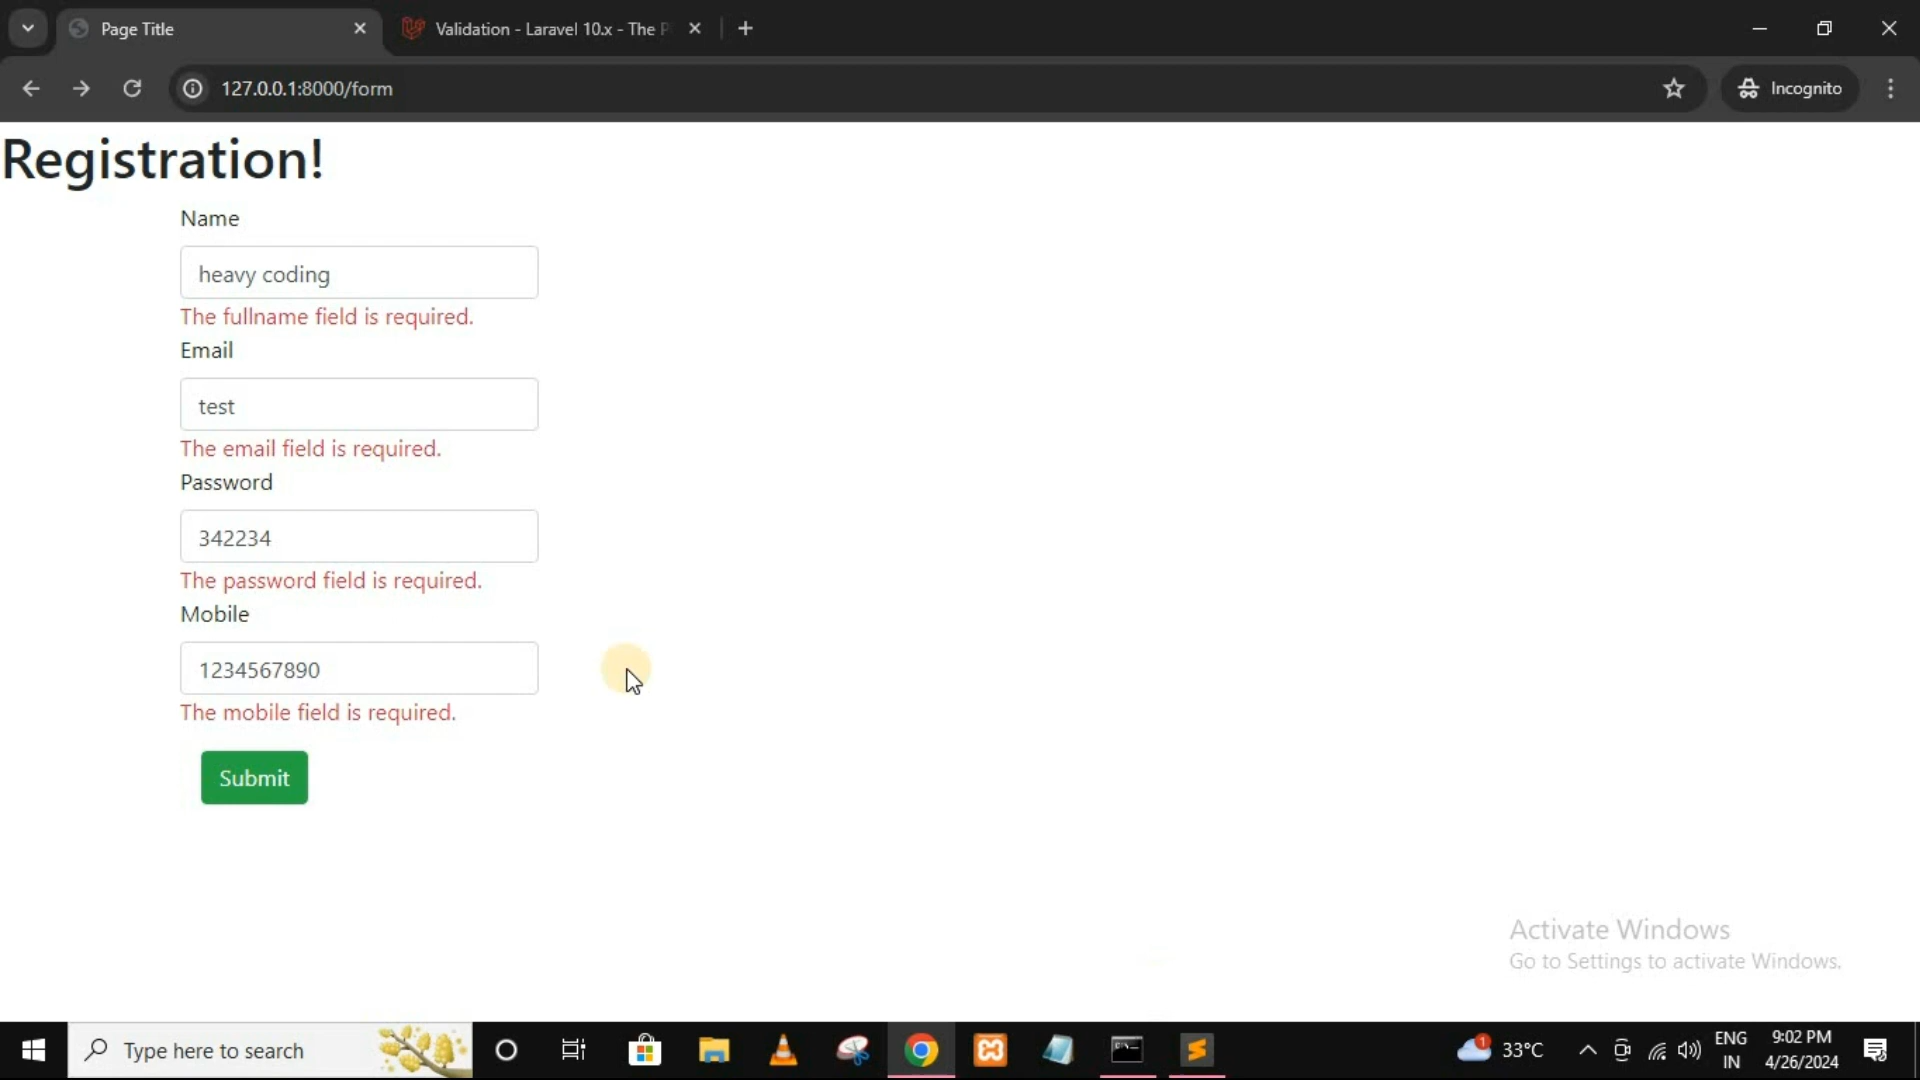 Page Title
Validation - Laravel 10.x - The P
127.0.0.1:8000/form
Incognito
Registration!
Name
heavy coding
The fullname field is required.
Email
test
The email field is required.
Password
342234
The password field is required.
Mobile
1234567890
The mobile field is required.
Submit
Activate Windows
Go to Settings to activate Windows.
Type here to search
1
33°C
ENG
IN
9:02 PM
4/26/2024